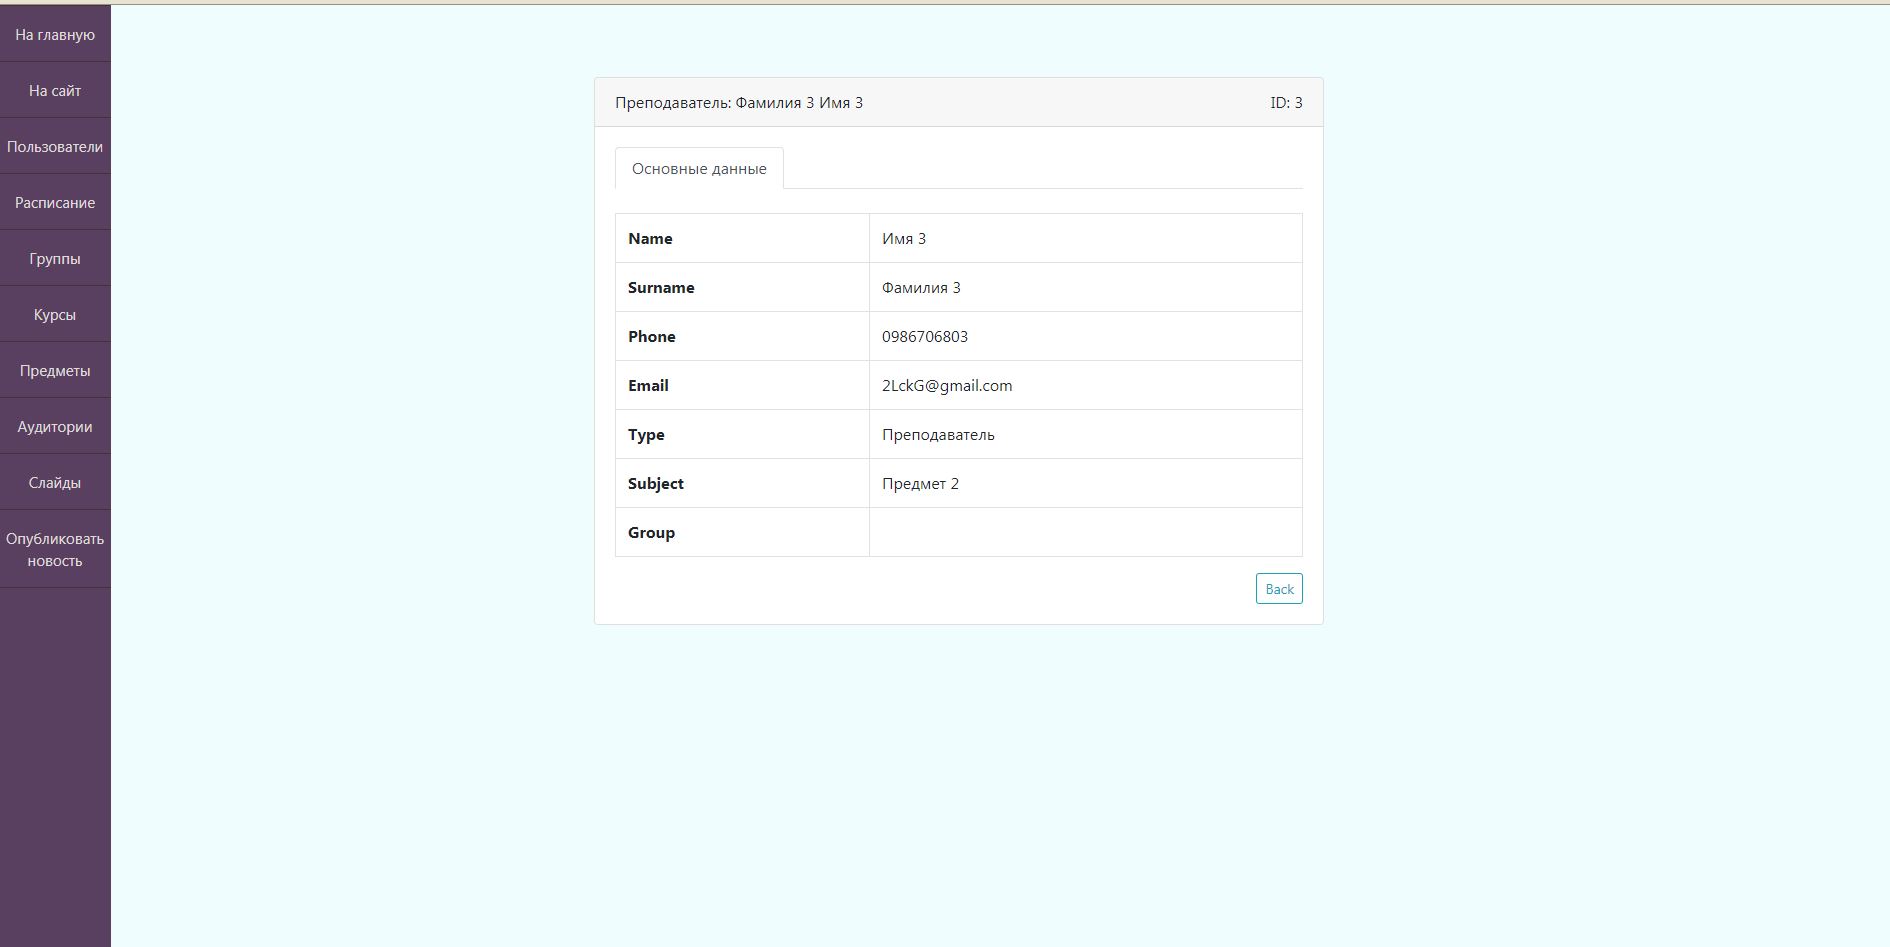 На главную
На сайт
Пользователи
Расписание
Группы
Курсы
Предметы
Аудитории
Слайды
Опубликовать
новость
Преподаватель: Фамилия 3 Имя 3 ID: 3
Основные данные
Name Имя 3
Surname Фамилия 3
Phone 0986706803
Email 2LckG@gmail.com
Type Преподаватель
Subject Предмет 2
Group
Back